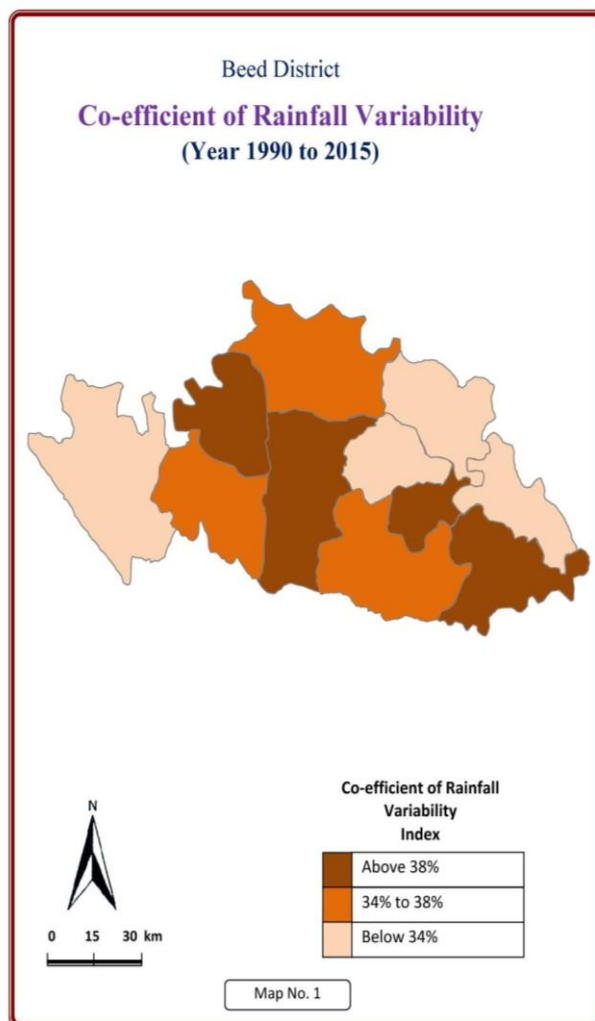 Beed District
Co-efficient of Rainfall Variability
(Year 1990 to 2015)
N
0 15 30 km
Co-efficient of Rainfall
Variability
Index
Above 38%
34% to 38%
Below 34%
Map No. 1